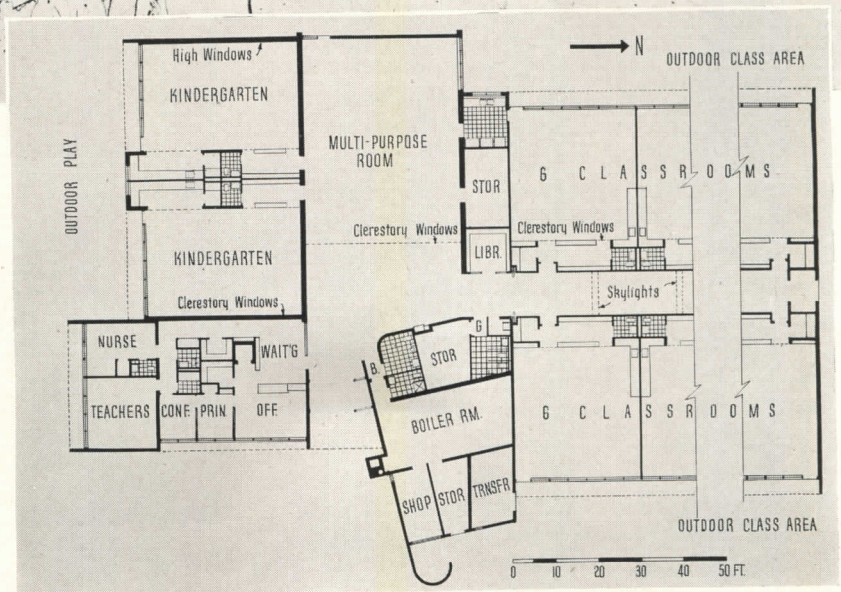 High Windows
KINDERGARTEN
N
OUTDOOR CLASS AREA
OUTDOOR PLAY
MULTI-PURPOSE
ROOM
STOR
6 CLASSROOMS
Clerestory Windows
Clerestory Windows
LIBR.
KINDERGARTEN
Clerestory Windows
Skylights
NURSE
WAIT'G
TEACHERS
CONF.
PRIN
OFF
B.
STOR
G
BOILER RM.
6 CLASSROOMS
SHOP
STOR
TRNSFR
OUTDOOR CLASS AREA
0 10 20 30 40 50 FT.